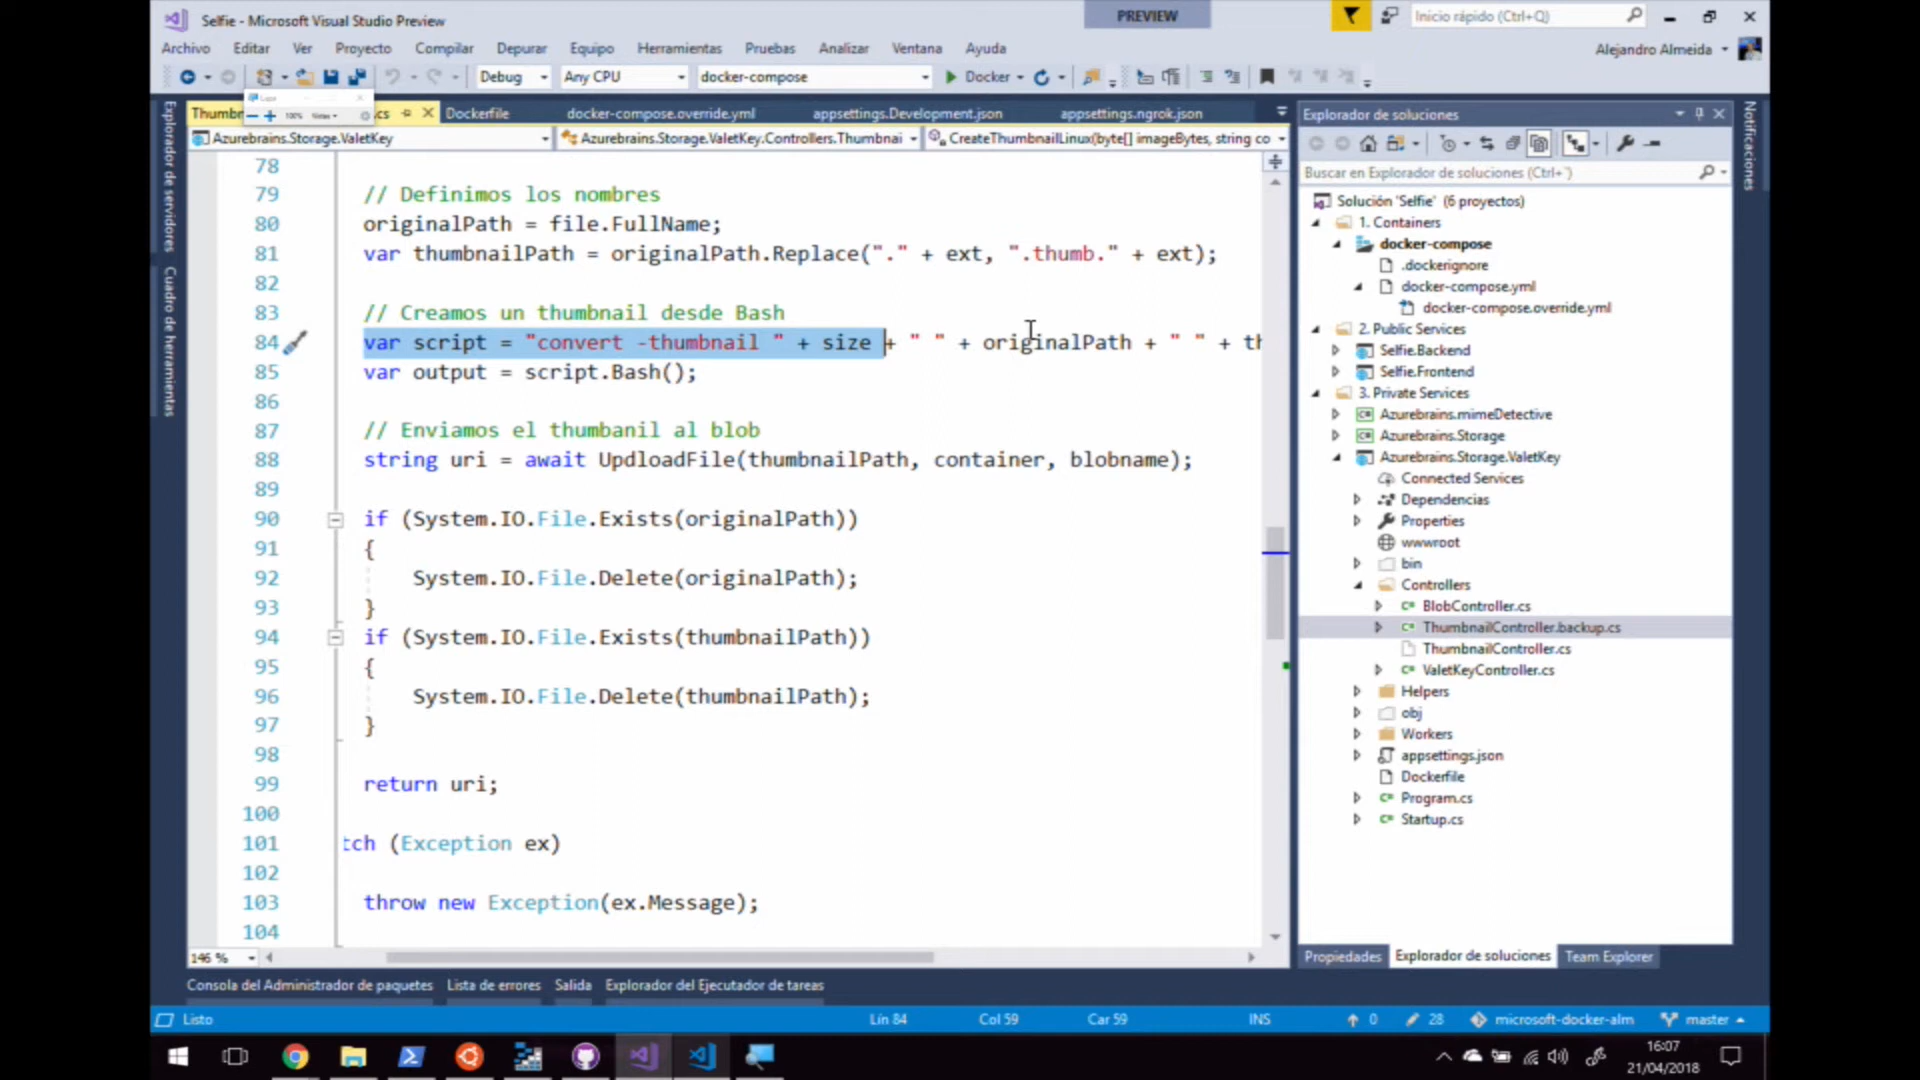 Selfie - Microsoft Visual Studio Preview
PREVIEW
Inicio rápido (Ctrl+Q)
Archivo Editar Ver Proyecto Compilar Depurar Equipo Herramientas Pruebas Analizar Ventana Ayuda
Alejandro Almeida
Debug Any CPU docker-compose Docker
Thumbn .cs Dockerfile docker-compose.override.yml appsettings.Development.json appsettings.ngrok.json
100%
Azurebrains.Storage.ValetKey Azurebrains.Storage.ValetKey.Controllers.Thumbnai CreateThumbnailLinux(byte[] imageBytes, string co
Explorador de servidores
Cuadro de herramientas
78
79 // Definimos los nombres
80 originalPath = file.FullName;
81 var thumbnailPath = originalPath.Replace("." + ext, ".thumb." + ext);
82
83 // Creamos un thumbnail desde Bash
84 var script = "convert -thumbnail " + size + " " + originalPath + " " + th
85 var output = script.Bash();
86
87 // Enviamos el thumbanil al blob
88 string uri = await UpdloadFile(thumbnailPath, container, blobname);
89
90 if (System.IO.File.Exists(originalPath))
91 {
92 System.IO.File.Delete(originalPath);
93 }
94 if (System.IO.File.Exists(thumbnailPath))
95 {
96 System.IO.File.Delete(thumbnailPath);
97 }
98
99 return uri;
100
101 tch (Exception ex)
102
103 throw new Exception(ex.Message);
104
146 %
Explorador de soluciones
Buscar en Explorador de soluciones (Ctrl+')
Solución 'Selfie' (6 proyectos)
1. Containers
docker-compose
.dockerignore
docker-compose.yml
docker-compose.override.yml
2. Public Services
Selfie.Backend
Selfie.Frontend
3. Private Services
Azurebrains.mimeDetective
Azurebrains.Storage
Azurebrains.Storage.ValetKey
Connected Services
Dependencias
Properties
wwwroot
bin
Controllers
BlobController.cs
ThumbnailController.backup.cs
ThumbnailController.cs
ValetKeyController.cs
Helpers
obj
Workers
appsettings.json
Dockerfile
Program.cs
Startup.cs
Notificaciones
Propiedades Explorador de soluciones Team Explorer
Consola del Administrador de paquetes Lista de errores Salida Explorador del Ejecutador de tareas
Listo Lín 84 Col 59 Car 59 INS 0 28 microsoft-docker-alm master
16:07
21/04/2018